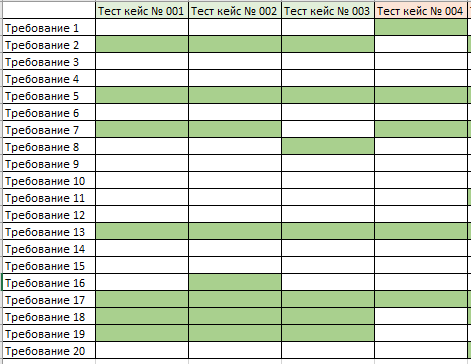 Тест кейс № 001 Тест кейс № 002 Тест кейс № 003 Тест кейс № 004
Требование 1
Требование 2
Требование 3
Требование 4
Требование 5
Требование 6
Требование 7
Требование 8
Требование 9
Требование 10
Требование 11
Требование 12
Требование 13
Требование 14
Требование 15
Требование 16
Требование 17
Требование 18
Требование 19
Требование 20